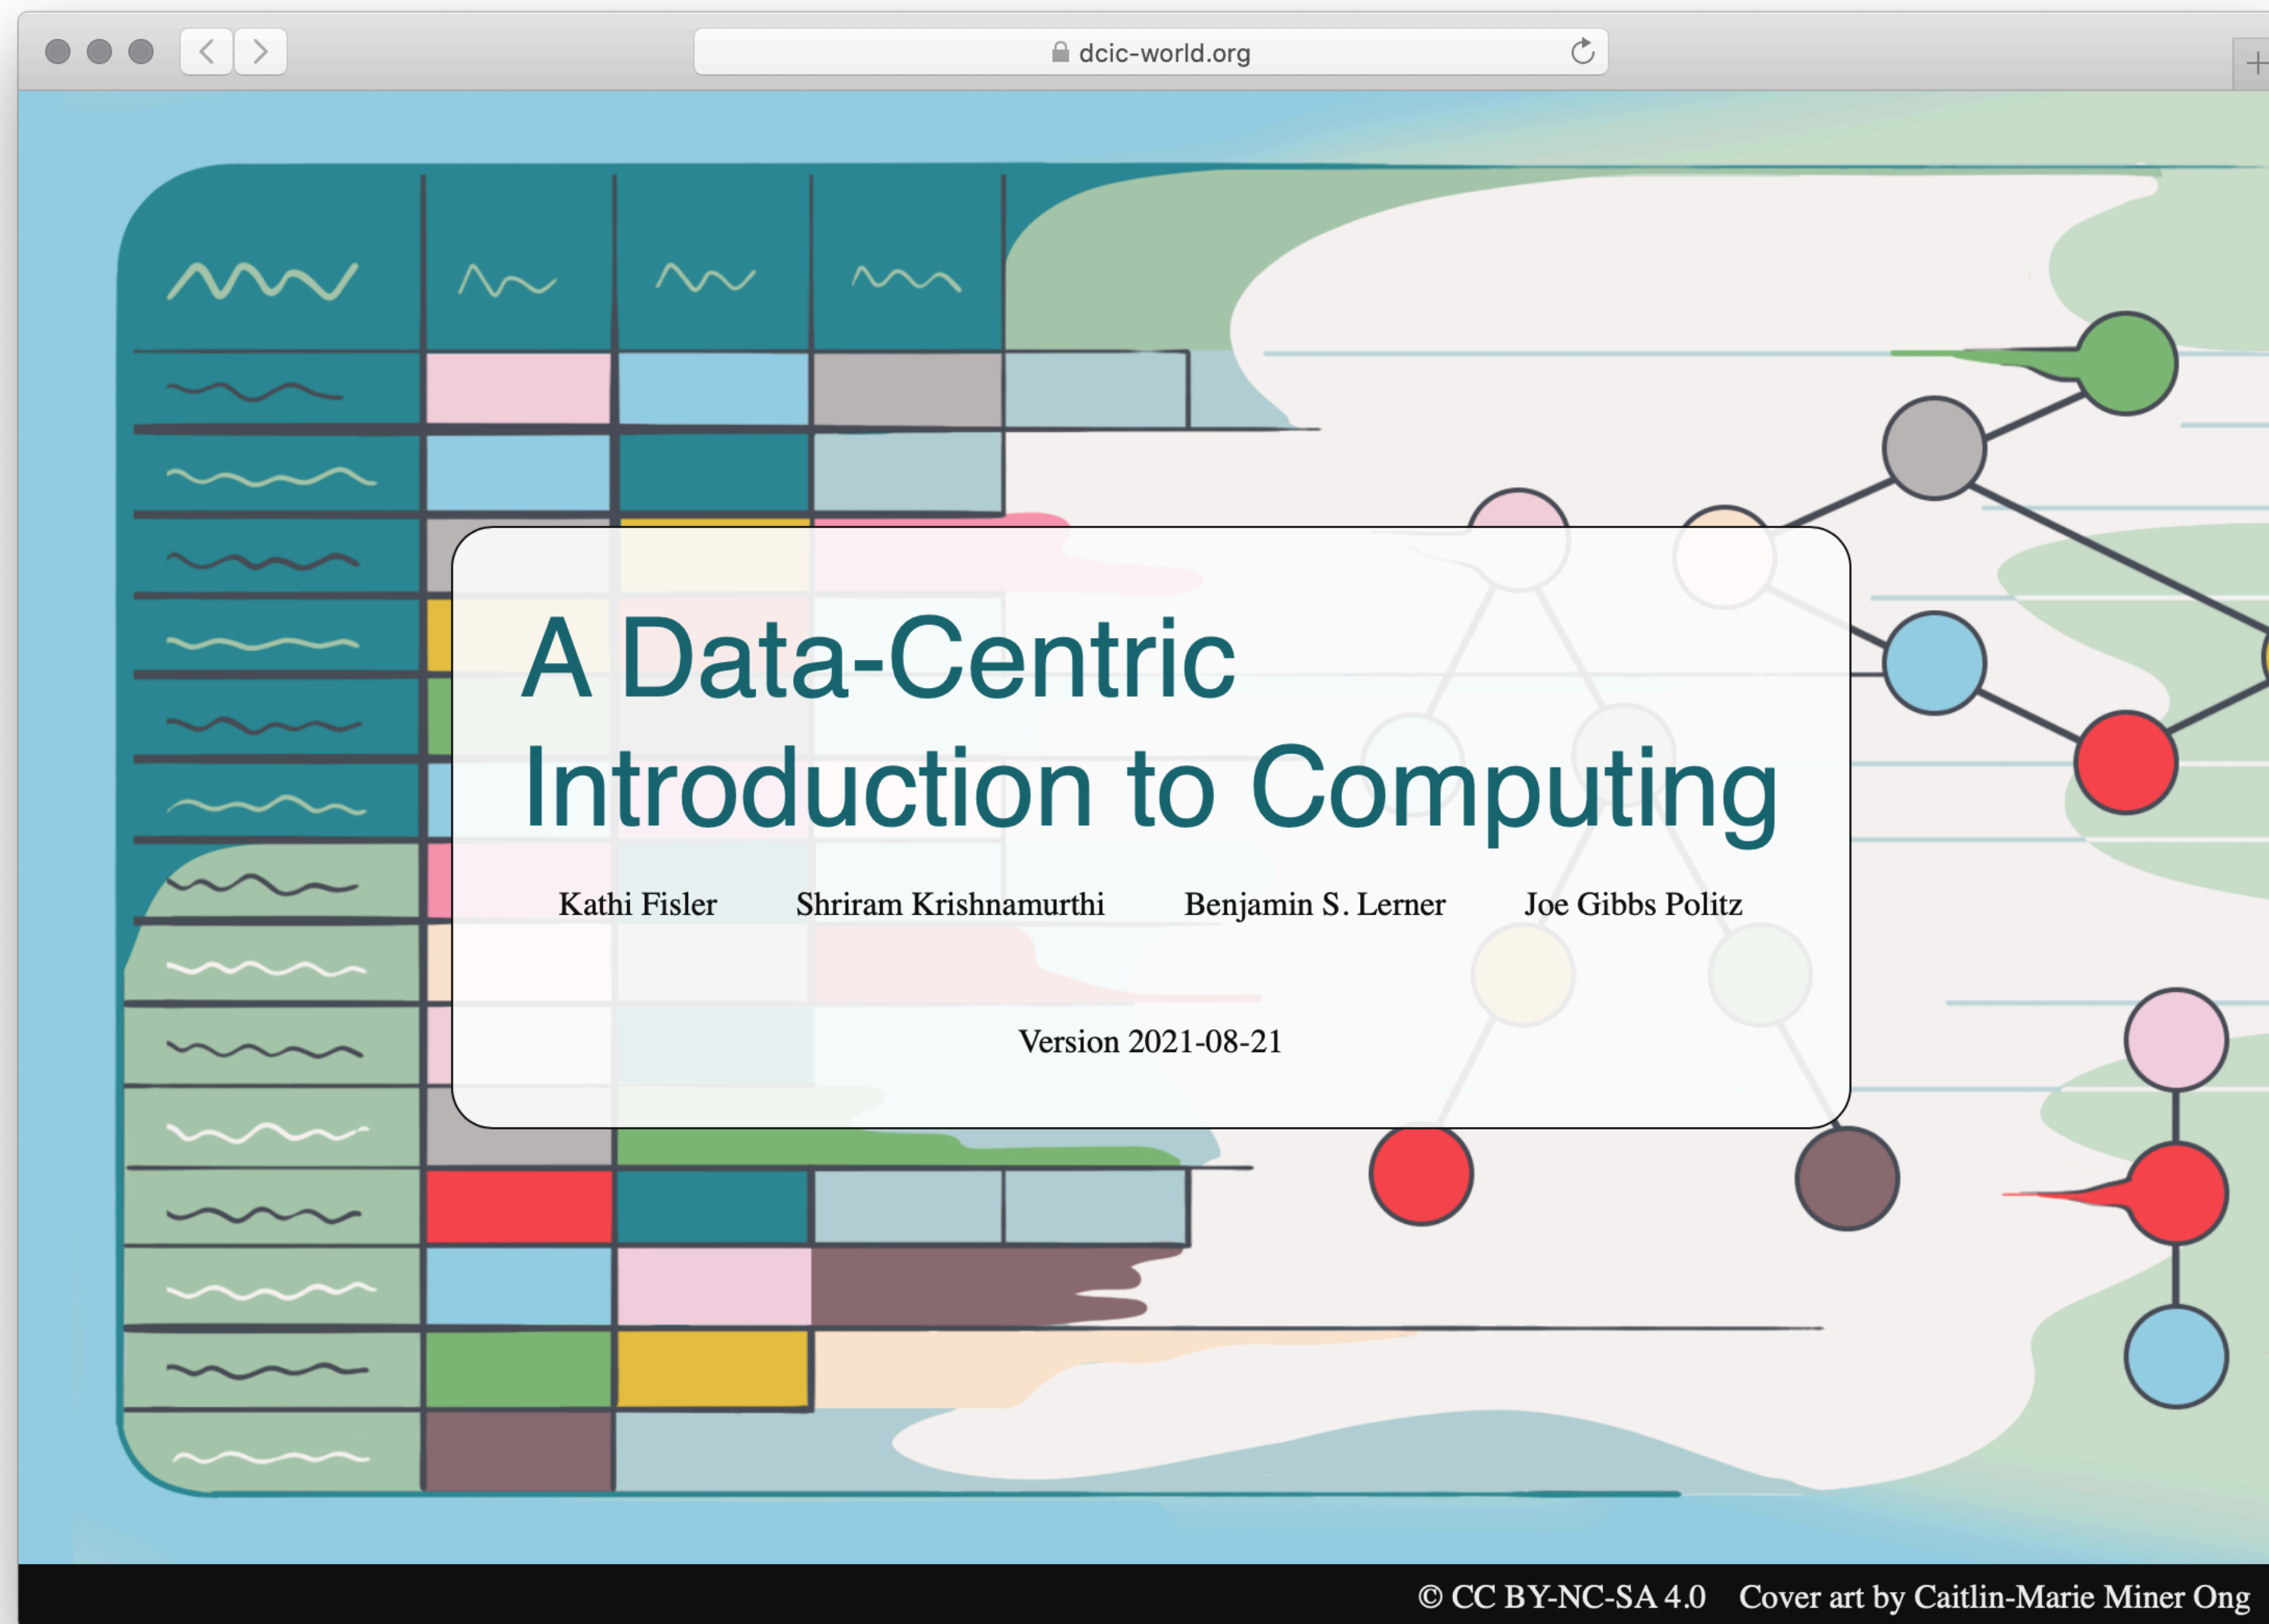 dcic-world.org
A Data-Centric
Introduction to Computing
Kathi Fisler Shriram Krishnamurthi Benjamin S. Lerner Joe Gibbs Politz
Version 2021-08-21
© CC BY-NC-SA 4.0 Cover art by Caitlin-Marie Miner Ong